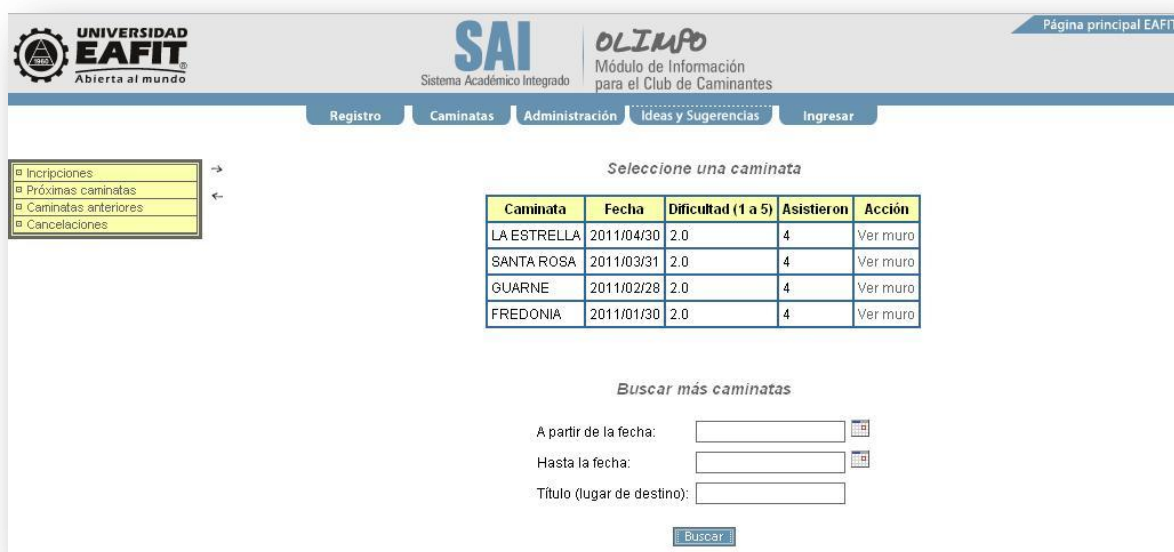 UNIVERSIDAD
EAFIT
®
Abierta al mundo
1960
SAI
Sistema Académico Integrado
OLIMPO
Módulo de Información
para el Club de Caminantes
Página principal EAFIT
Registro Caminatas Administración Ideas y Sugerencias Ingresar
Incripciones
Próximas caminatas
Caminatas anteriores
Cancelaciones
Seleccione una caminata
Caminata Fecha Dificultad (1 a 5) Asistieron Acción
LA ESTRELLA 2011/04/30 2.0 4 Ver muro
SANTA ROSA 2011/03/31 2.0 4 Ver muro
GUARNE 2011/02/28 2.0 4 Ver muro
FREDONIA 2011/01/30 2.0 4 Ver muro
Buscar más caminatas
A partir de la fecha:
Hasta la fecha:
Título (lugar de destino):
Buscar